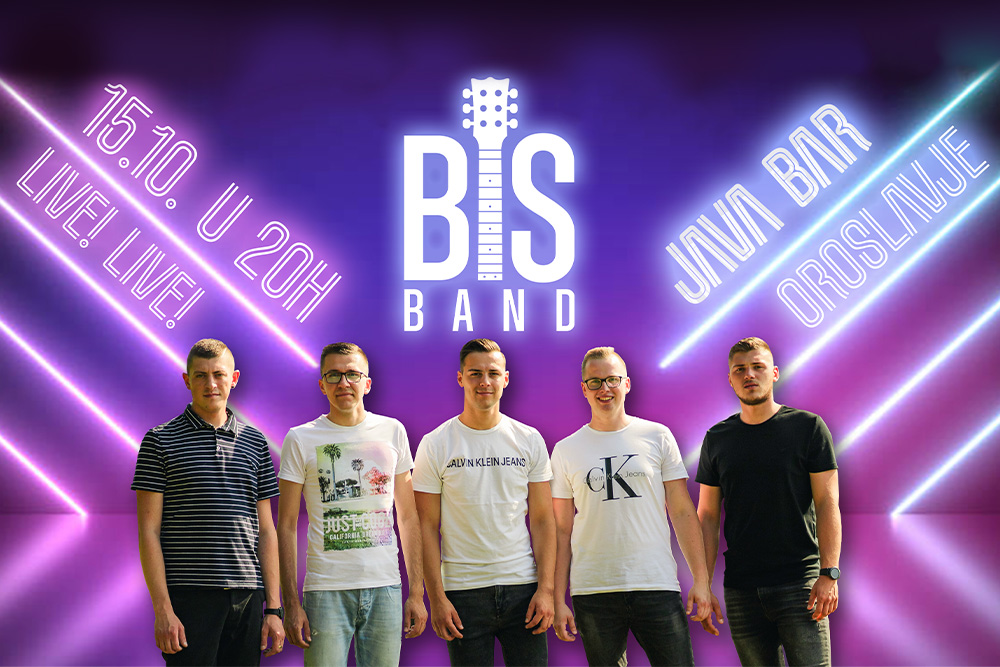 15.10. U 20H
LIVE! LIVE!
BIS
BAND
JAVA BAR
OROSLAVJE
JUST COOL
CALIFORNIA
CALVIN KLEIN JEANS
CK
Calvin Klein Jeans